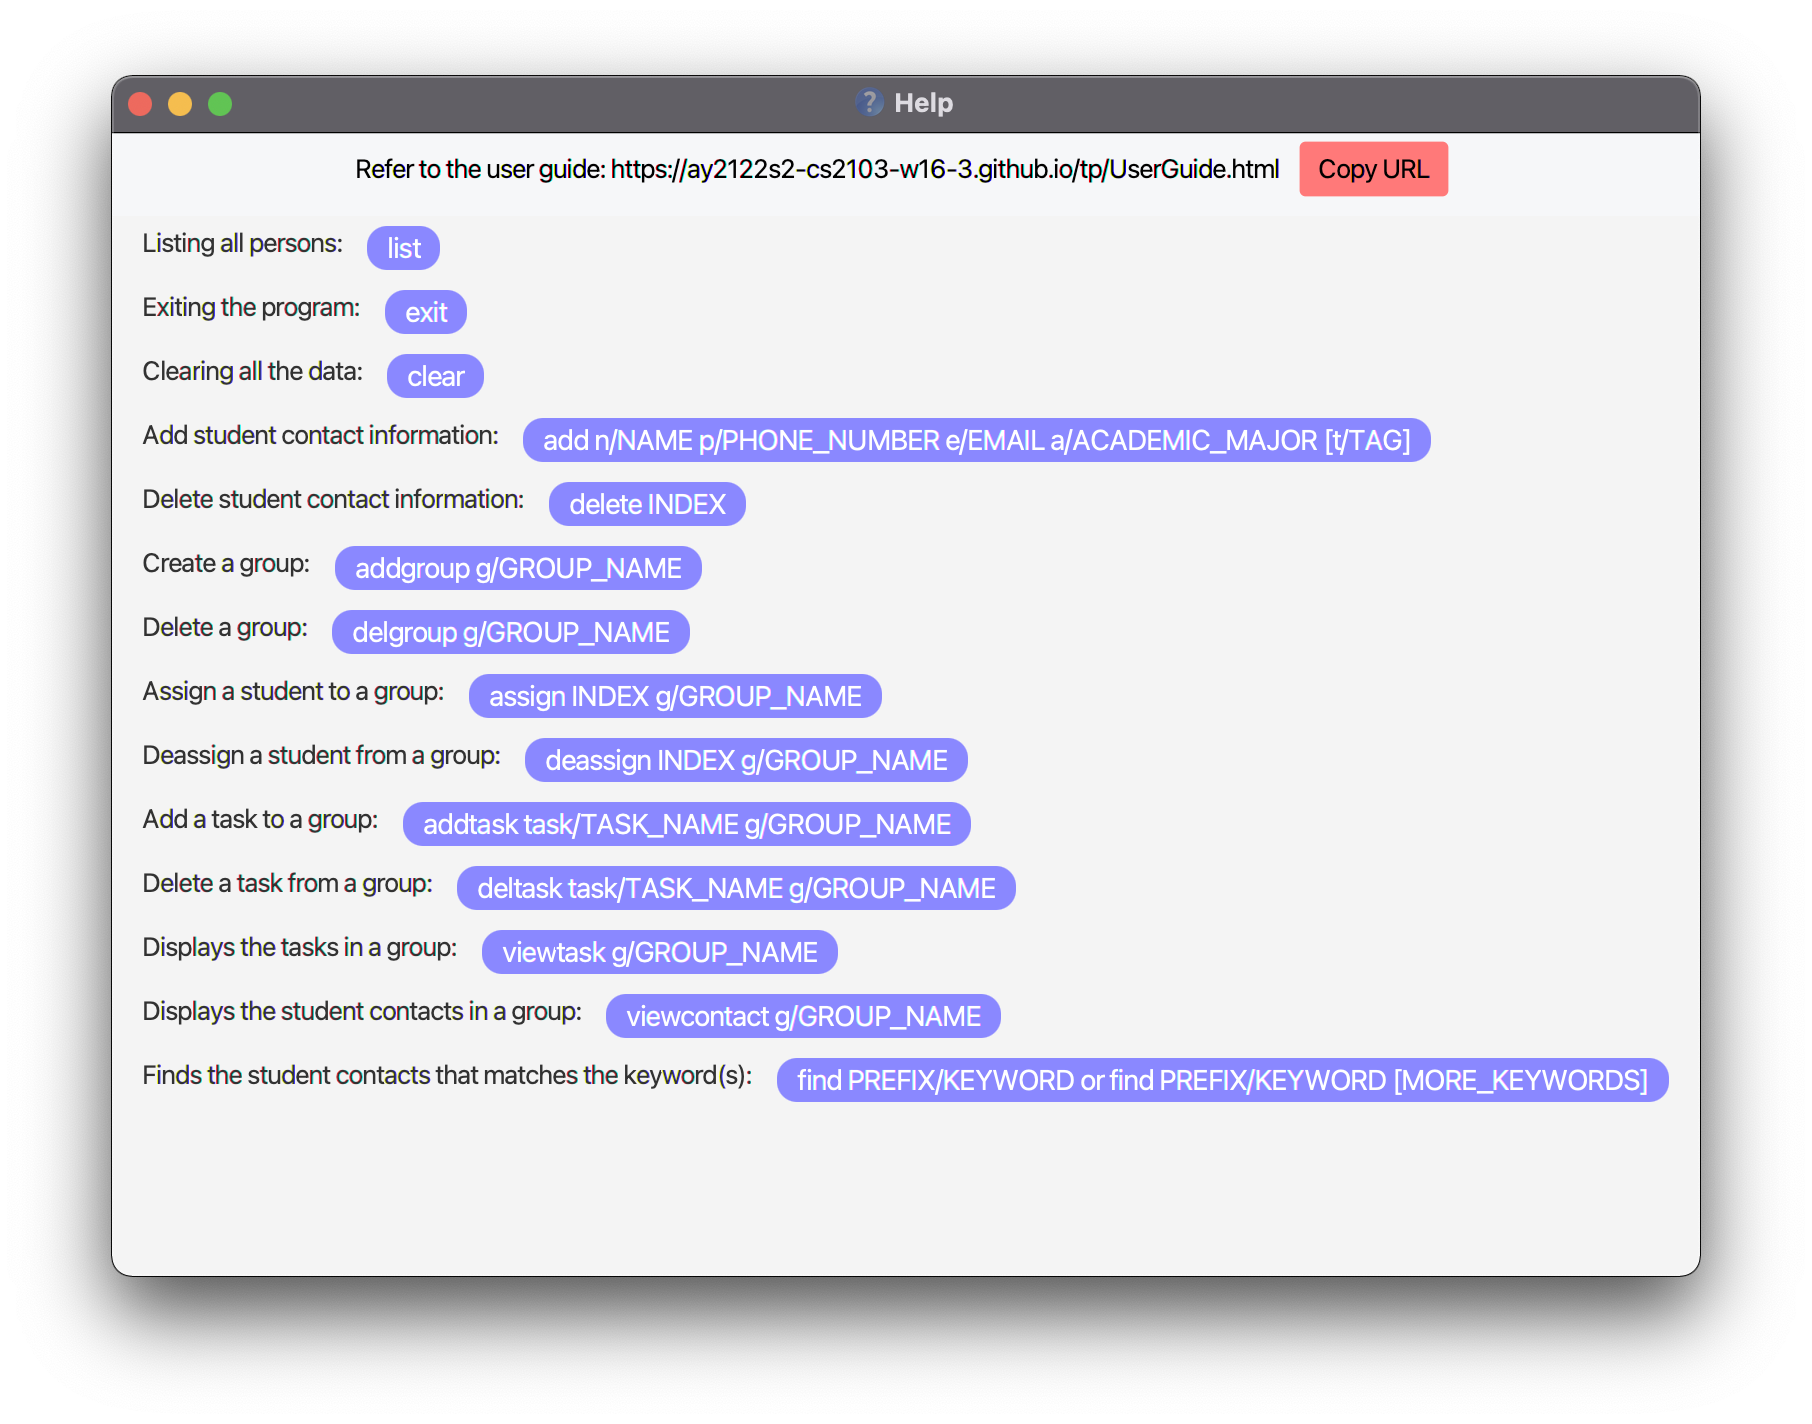 ? Help
Refer to the user guide: https://ay2122s2-cs2103-w16-3.github.io/tp/UserGuide.html Copy URL
Listing all persons: list
Exiting the program: exit
Clearing all the data: clear
Add student contact information: add n/NAME p/PHONE_NUMBER e/EMAIL a/ACADEMIC_MAJOR [t/TAG]
Delete student contact information: delete INDEX
Create a group: addgroup g/GROUP_NAME
Delete a group: delgroup g/GROUP_NAME
Assign a student to a group: assign INDEX g/GROUP_NAME
Deassign a student from a group: deassign INDEX g/GROUP_NAME
Add a task to a group: addtask task/TASK_NAME g/GROUP_NAME
Delete a task from a group: deltask task/TASK_NAME g/GROUP_NAME
Displays the tasks in a group: viewtask g/GROUP_NAME
Displays the student contacts in a group: viewcontact g/GROUP_NAME
Finds the student contacts that matches the keyword(s): find PREFIX/KEYWORD or find PREFIX/KEYWORD [MORE_KEYWORDS]